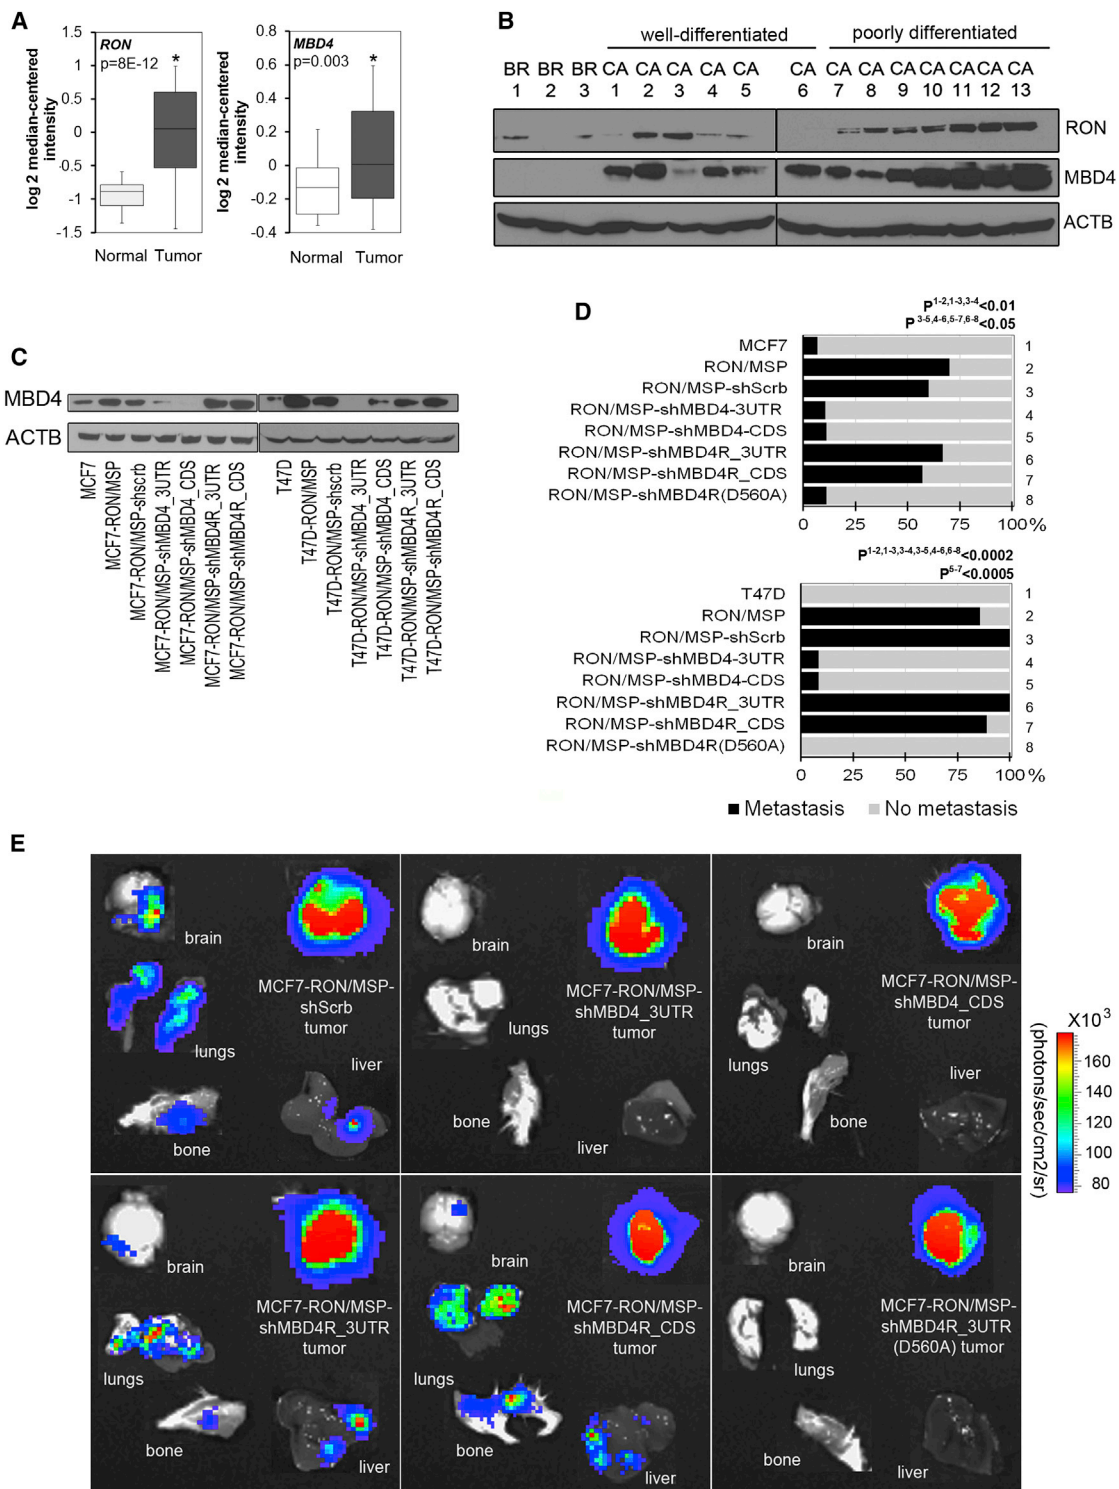 A
log 2 median-centered
intensity
1.5
1
0.5
0
-0.5
-1
-1.5
RON
p=8E-12
*
Normal Tumor
log 2 median-centered
intensity
0.8
0.6
0.4
0.2
0
-0.2
-0.4
MBD4
p=0.003
*
Normal Tumor
B
well-differentiated
poorly differentiated
BR BR BR CA CA CA CA CA CA CA CA CA CA CA CA CA
1 2 3 1 2 3 4 5 6 7 8 9 10 11 12 13
RON
MBD4
ACTB
C
MBD4
ACTB
MCF7
MCF7-RON/MSP
MCF7-RON/MSP-shscrb
MCF7-RON/MSP-shMBD4_3UTR
MCF7-RON/MSP-shMBD4_CDS
MCF7-RON/MSP-shMBD4R_3UTR
MCF7-RON/MSP-shMBD4R_CDS
T47D
T47D-RON/MSP
T47D-RON/MSP-shscrb
T47D-RON/MSP-shMBD4_3UTR
T47D-RON/MSP-shMBD4_CDS
T47D-RON/MSP-shMBD4R_3UTR
T47D-RON/MSP-shMBD4R_CDS
D
P1-2,1-3,3-4<0.01
P3-5,4-6,5-7,6-8<0.05
MCF7 1
RON/MSP 2
RON/MSP-shScrb 3
RON/MSP-shMBD4-3UTR 4
RON/MSP-shMBD4-CDS 5
RON/MSP-shMBD4R_3UTR 6
RON/MSP-shMBD4R_CDS 7
RON/MSP-shMBD4R(D560A) 8
0 25 50 75 100 %
P1-2,1-3,3-4,3-5,4-6,6-8<0.0002
P5-7<0.0005
T47D 1
RON/MSP 2
RON/MSP-shScrb 3
RON/MSP-shMBD4-3UTR 4
RON/MSP-shMBD4-CDS 5
RON/MSP-shMBD4R_3UTR 6
RON/MSP-shMBD4R_CDS 7
RON/MSP-shMBD4R(D560A) 8
0 25 50 75 100 %
Metastasis No metastasis
E
brain
MCF7-RON/MSP-
shScrb
tumor
lungs
liver
bone
brain
MCF7-RON/MSP-
shMBD4_3UTR
tumor
lungs
bone
liver
brain
MCF7-RON/MSP-
shMBD4_CDS
tumor
lungs
liver
bone
X103
160
140
120
100
80
(photons/sec/cm2/sr)
brain
MCF7-RON/MSP-
shMBD4R_3UTR
tumor
lungs
bone
liver
brain
MCF7-RON/MSP-
shMBD4R_CDS
tumor
lungs
bone
liver
brain
MCF7-RON/MSP-
shMBD4R_3UTR
(D560A) tumor
lungs
bone
liver